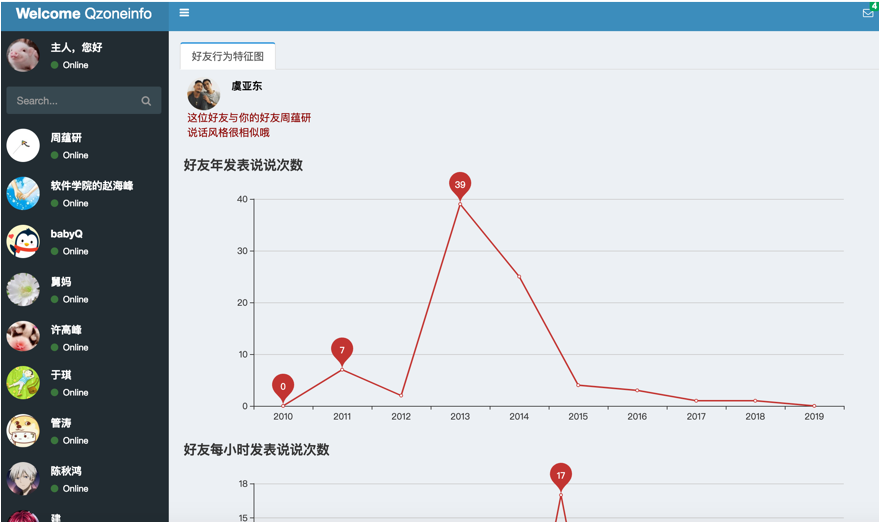 Welcome Qzoneinfo
4
主人，您好
Online
Search...
周蕴研
Online
软件学院的赵海峰
Online
babyQ
Online
舅妈
Online
许高峰
Online
于琪
Online
管涛
Online
陈秋鸿
Online
建
好友行为特征图
虞亚东
这位好友与你的好友周蕴研
说话风格很相似哦
好友年发表说说次数
40
30
20
10
0
0
7
39
2010 2011 2012 2013 2014 2015 2016 2017 2018 2019
好友每小时发表说说次数
18
15
17